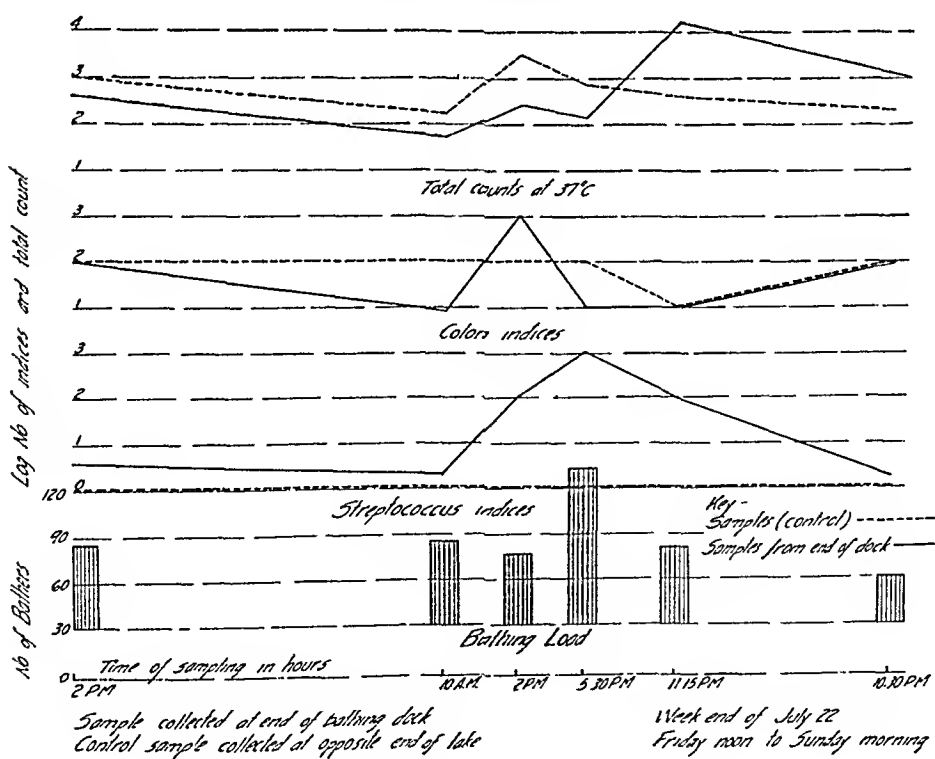 4
3
2
1
Total counts at 37°C
3
2
1
Colon indices
3
2
1
0
Streptococcus indices
Log No of indices and total count
Key-
Samples (control)
Samples from end of dock
120
90
60
30
0
No of Bathers
Bathing Load
Time of sampling in hours
2 PM 10 A.M. 2 PM 5 30 PM 11 15 PM 10.30 PM
Sample collected at end of bathing dock
Control sample collected at opposite end of lake
Week end of July 22
Friday noon to Sunday morning